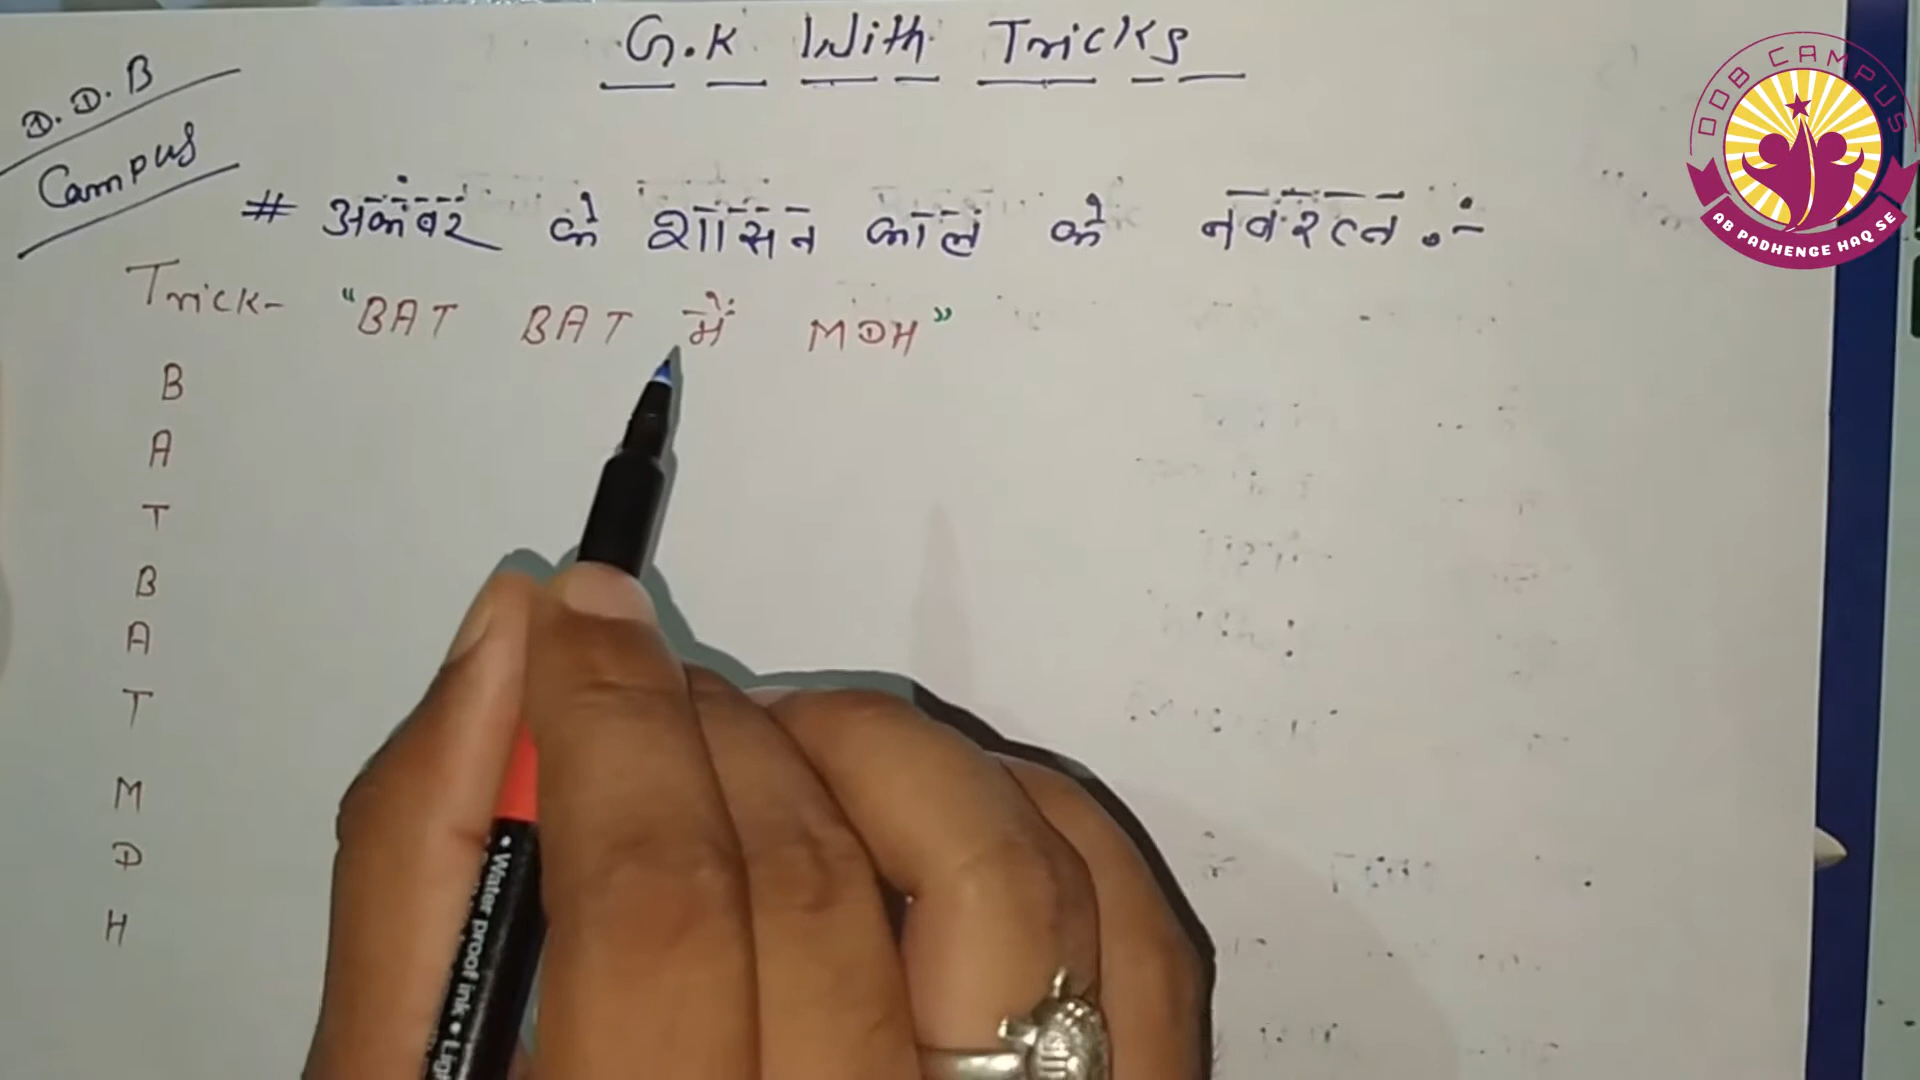 G.K With Tricks
D.D.B
Campus
# अकबर के शासन काल के नवरत्न :-
Trick- "BAT BAT में MDH"
B
A
T
B
A
T
M
D
H
DDB CAMPUS
AB PADHENGE HAQ SE
• Water proof ink • Lig